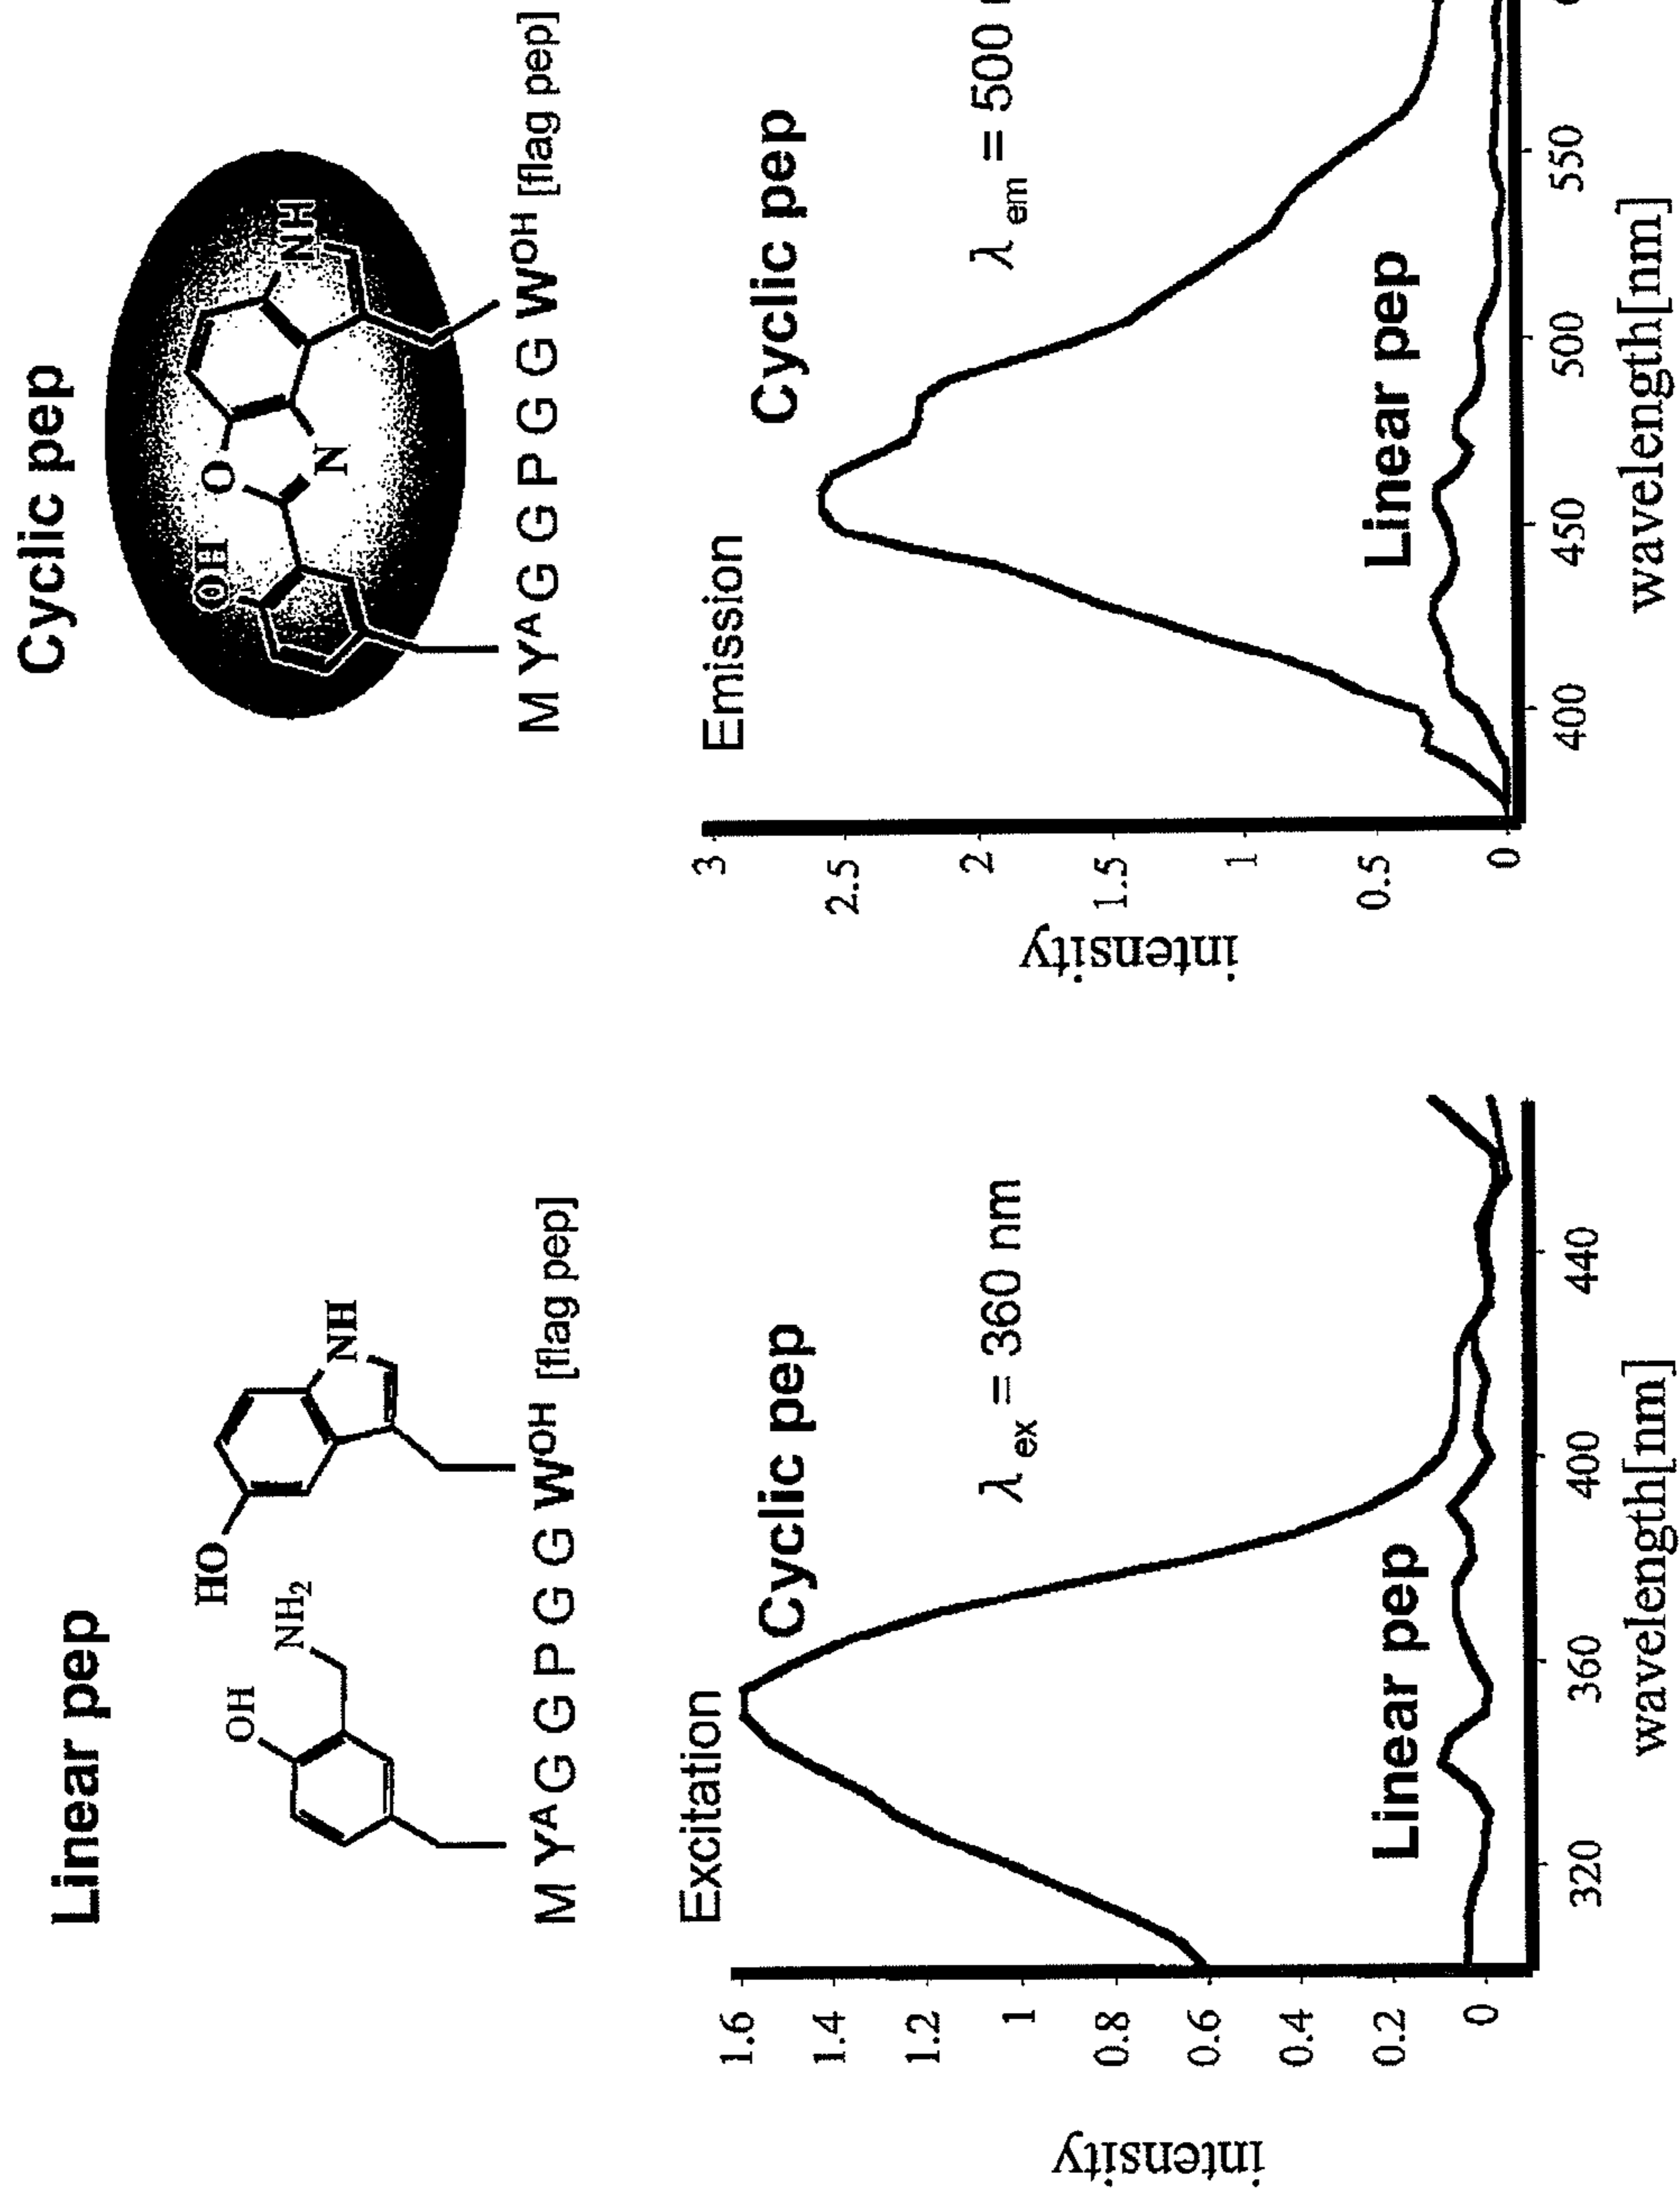 Linear pep
OH
NH2
HO
NH
M YA G G P G G WOH [flag pep]
Cyclic pep
OH
O
N
NH
M YA G G P G G WOH [flag pep]
Excitation
Cyclic pep
λ ex = 360 nm
Linear pep
intensity
1.6
1.4
1.2
1
0.8
0.6
0.4
0.2
0
320 360 400 440
wavelength[nm]
Emission
Cyclic pep
λ em = 500
Linear pep
intensity
3
2.5
2
1.5
1
0.5
0
400 450 500 550
wavelength[nm]